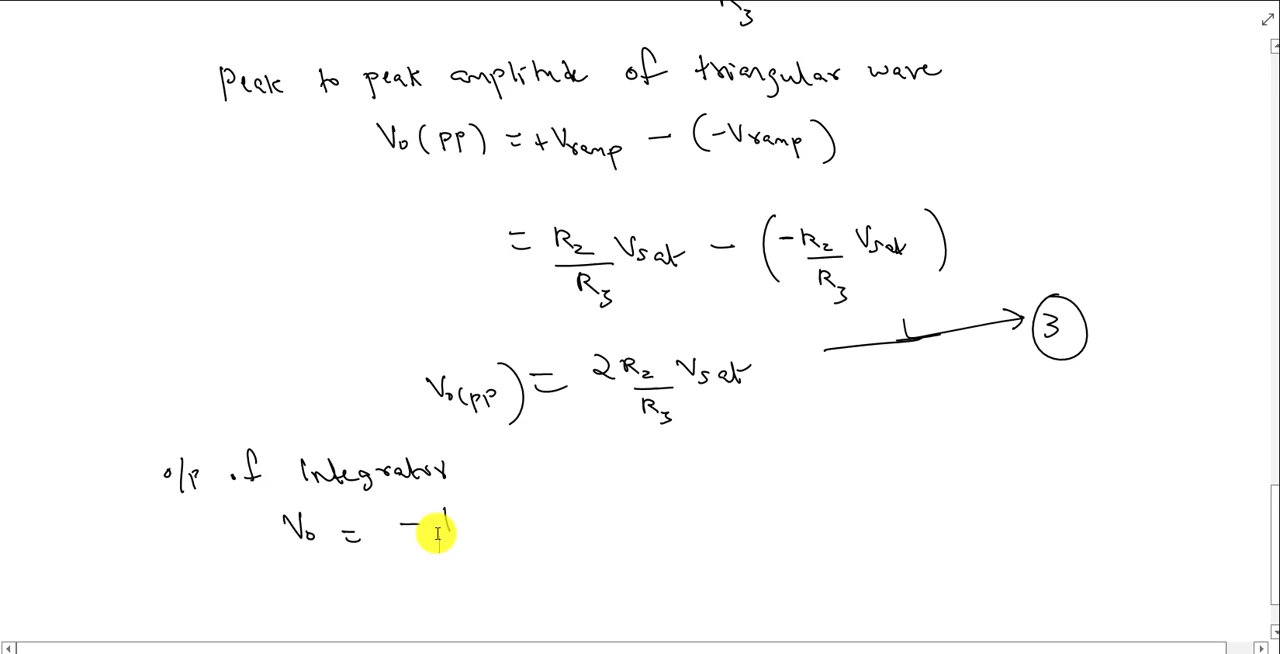 R3
Peak to peak amplitude of triangular wave
Vo(PP) = +Vramp - (-Vramp)
= R2/R3 Vsat - (-R2/R3 Vsat)
3
Vo(PP) = 2R2/R3 Vsat
o/p of integrator
Vo = - 1